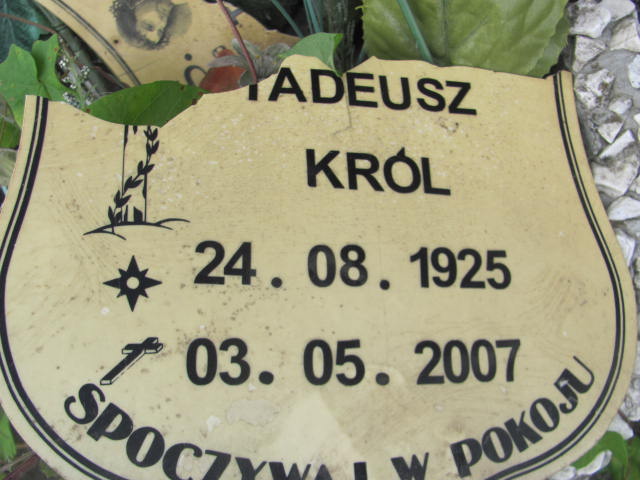 TADEUSZ
KRÓL
24. 08. 1925
03. 05. 2007
SPOCZYWAJ W POKOJU